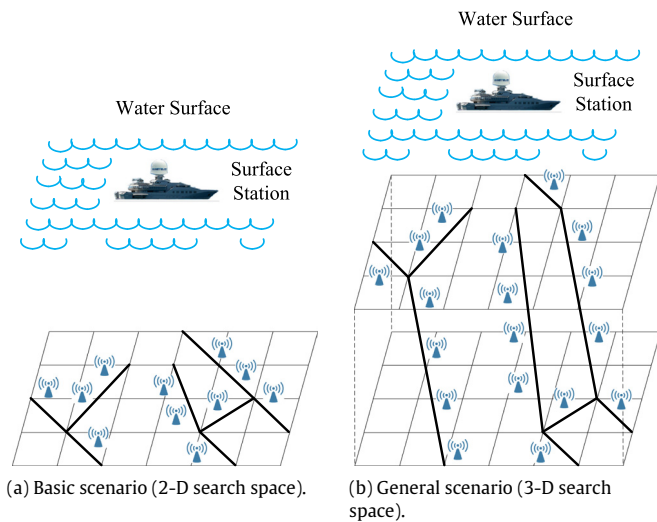 Water Surface
Surface
Station
(a) Basic scenario (2-D search space).
Water Surface
Surface
Station
(b) General scenario (3-D search
space).